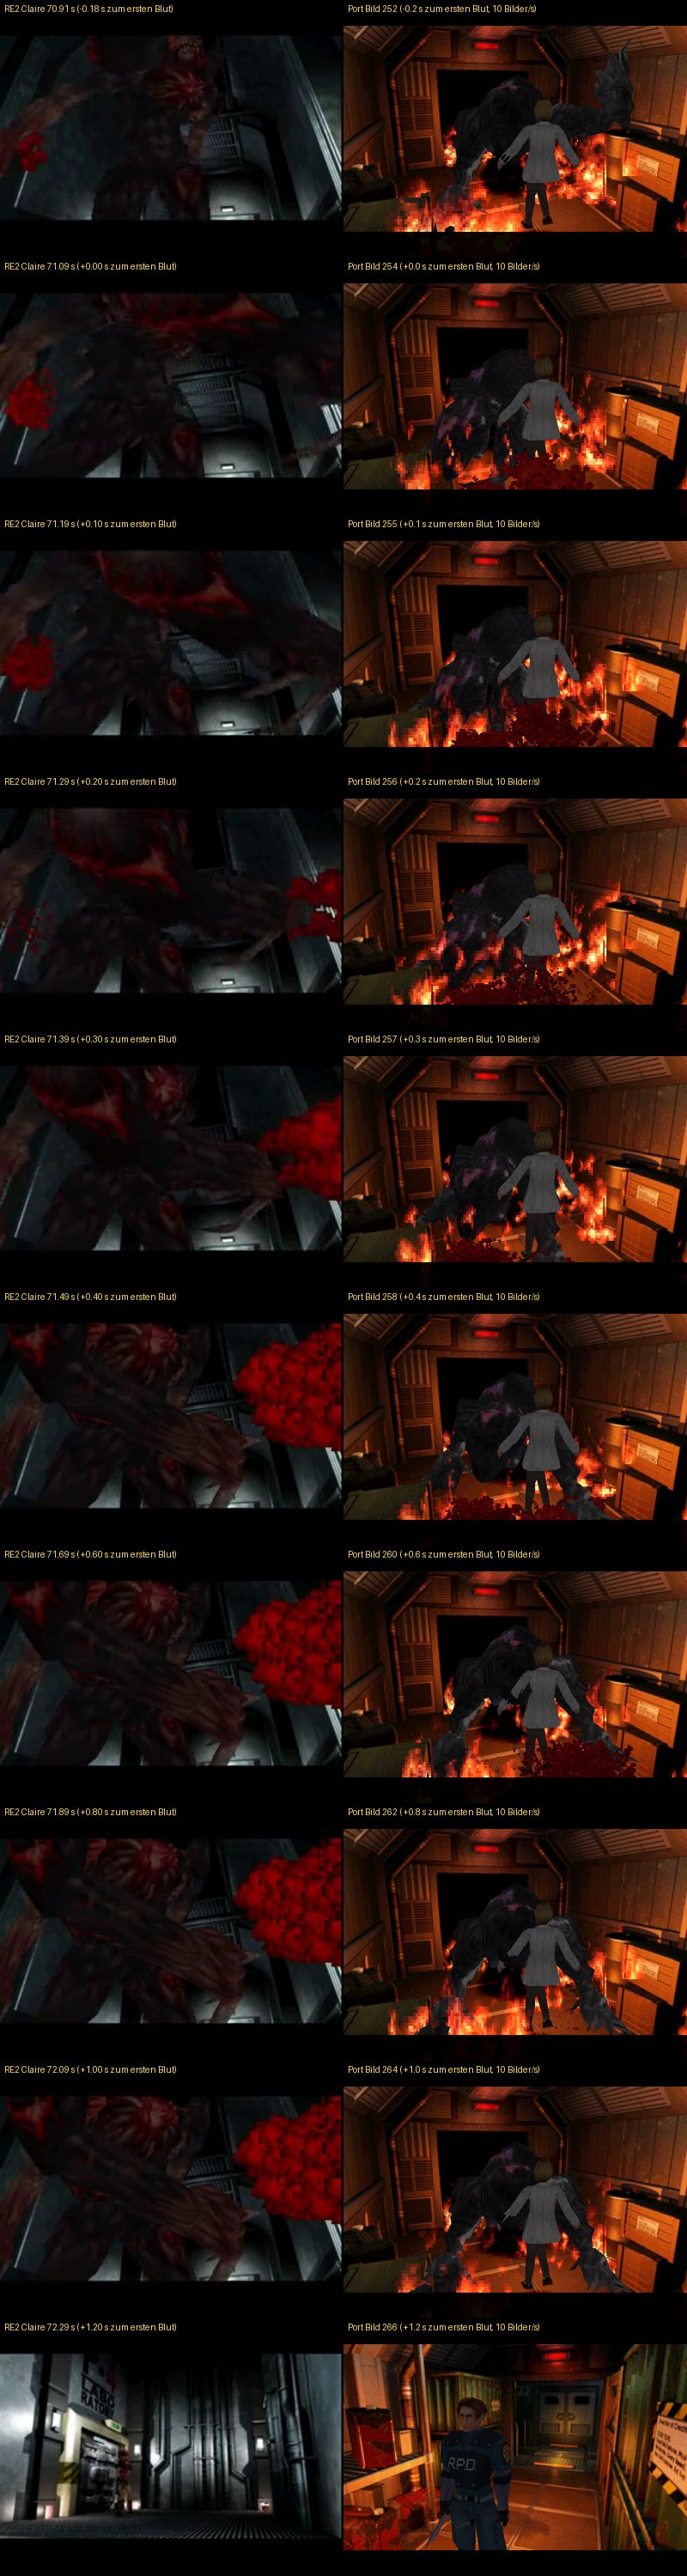 RE2 Claire 70.91 s (-0.18 s zum ersten Blut)
Port Bild 252 (-0.2 s zum ersten Blut, 10 Bilder/s)
RE2 Claire 71.09 s (+0.00 s zum ersten Blut)
Port Bild 254 (+0.0 s zum ersten Blut, 10 Bilder/s)
RE2 Claire 71.19 s (+0.10 s zum ersten Blut)
Port Bild 255 (+0.1 s zum ersten Blut, 10 Bilder/s)
RE2 Claire 71.29 s (+0.20 s zum ersten Blut)
Port Bild 256 (+0.2 s zum ersten Blut, 10 Bilder/s)
RE2 Claire 71.39 s (+0.30 s zum ersten Blut)
Port Bild 257 (+0.3 s zum ersten Blut, 10 Bilder/s)
RE2 Claire 71.49 s (+0.40 s zum ersten Blut)
Port Bild 258 (+0.4 s zum ersten Blut, 10 Bilder/s)
RE2 Claire 71.69 s (+0.60 s zum ersten Blut)
Port Bild 260 (+0.6 s zum ersten Blut, 10 Bilder/s)
RE2 Claire 71.89 s (+0.80 s zum ersten Blut)
Port Bild 262 (+0.8 s zum ersten Blut, 10 Bilder/s)
RE2 Claire 72.09 s (+1.00 s zum ersten Blut)
Port Bild 264 (+1.0 s zum ersten Blut, 10 Bilder/s)
RE2 Claire 72.29 s (+1.20 s zum ersten Blut)
Port Bild 266 (+1.2 s zum ersten Blut, 10 Bilder/s)
LABO
RATORY
R.P.D.